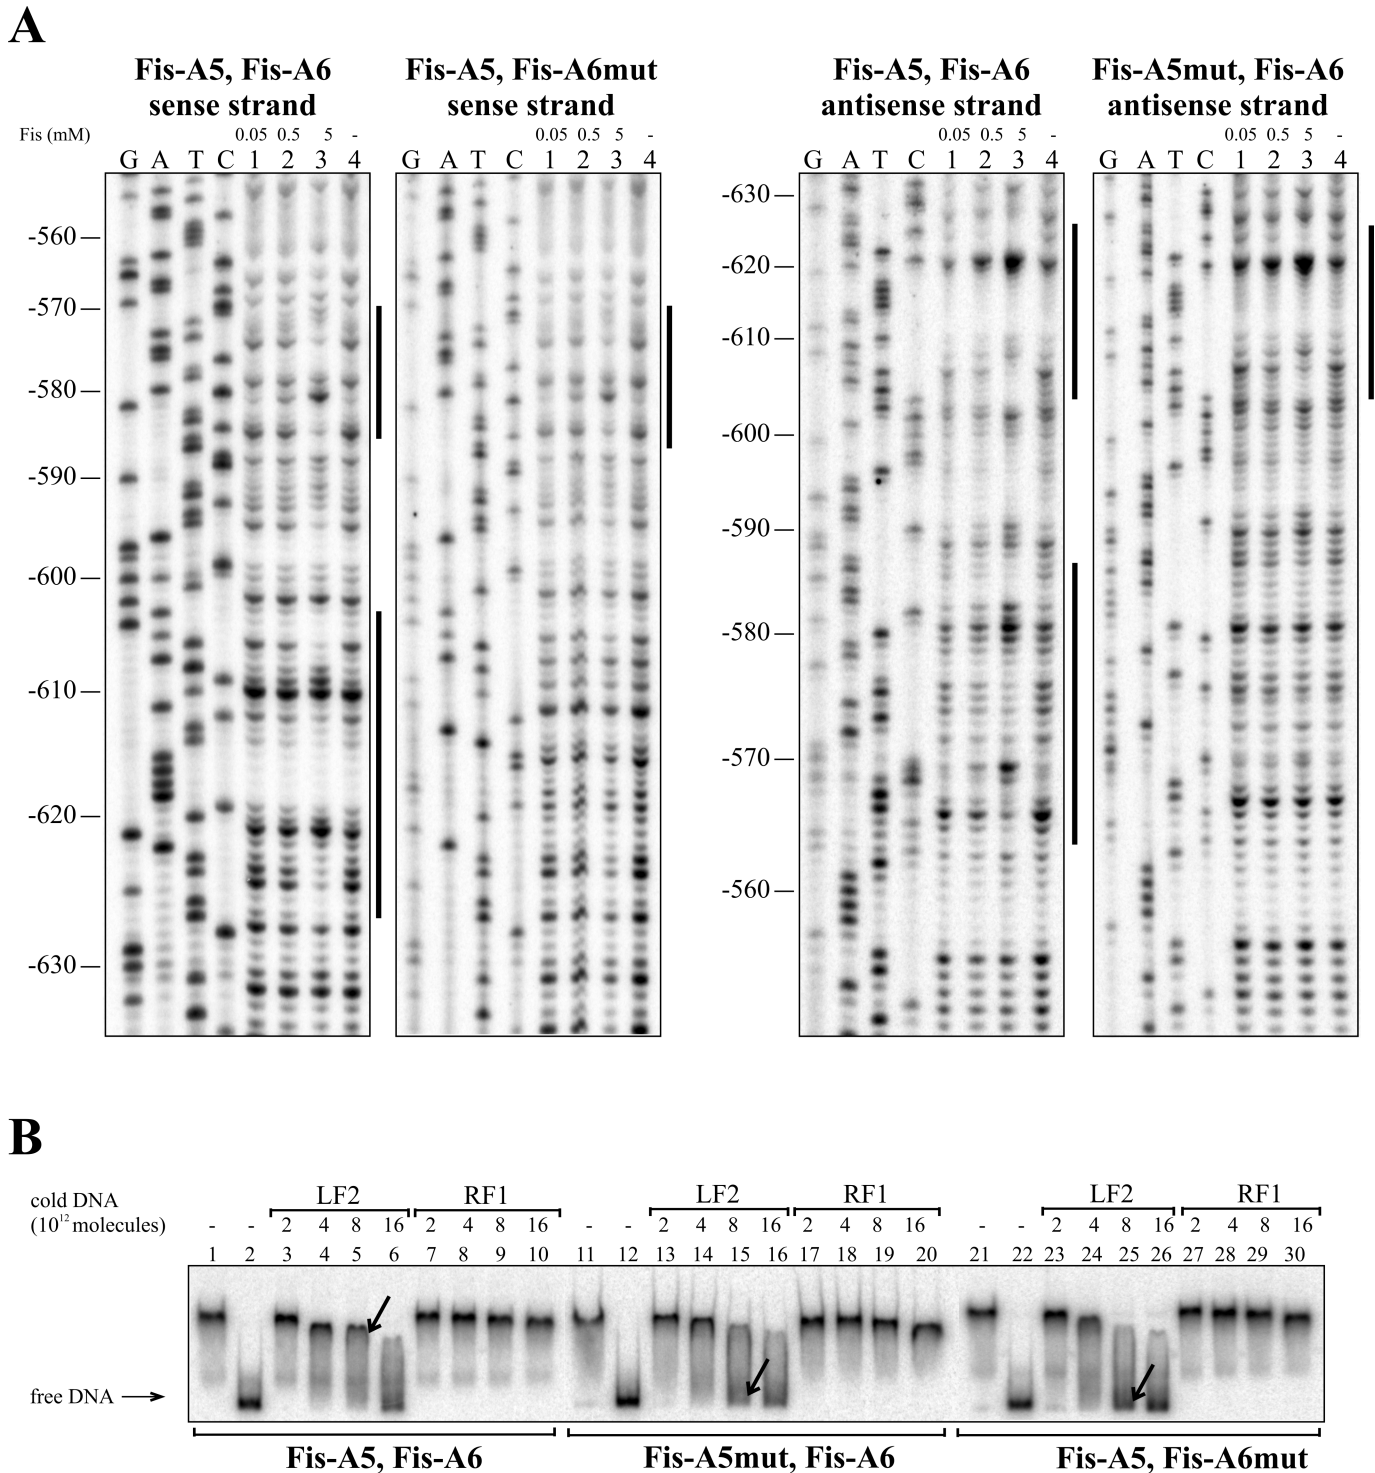 A
Fis-A5, Fis-A6
sense strand
Fis-A5, Fis-A6mut
sense strand
Fis-A5, Fis-A6
antisense strand
Fis-A5mut, Fis-A6
antisense strand
Fis (mM) 0.05 0.5 5 - 0.05 0.5 5 - 0.05 0.5 5 - 0.05 0.5 5 -
G A T C 1 2 3 4 G A T C 1 2 3 4 G A T C 1 2 3 4 G A T C 1 2 3 4
-560
-570
-580
-590
-600
-610
-620
-630
-630
-620
-610
-600
-590
-580
-570
-560
B
cold DNA
(10¹² molecules)
LF2 RF1 LF2 RF1 LF2 RF1
- - 2 4 8 16 2 4 8 16 - - 2 4 8 16 2 4 8 16 - - 2 4 8 16 2 4 8 16
1 2 3 4 5 6 7 8 9 10 11 12 13 14 15 16 17 18 19 20 21 22 23 24 25 26 27 28 29 30
free DNA
Fis-A5, Fis-A6 Fis-A5mut, Fis-A6 Fis-A5, Fis-A6mut